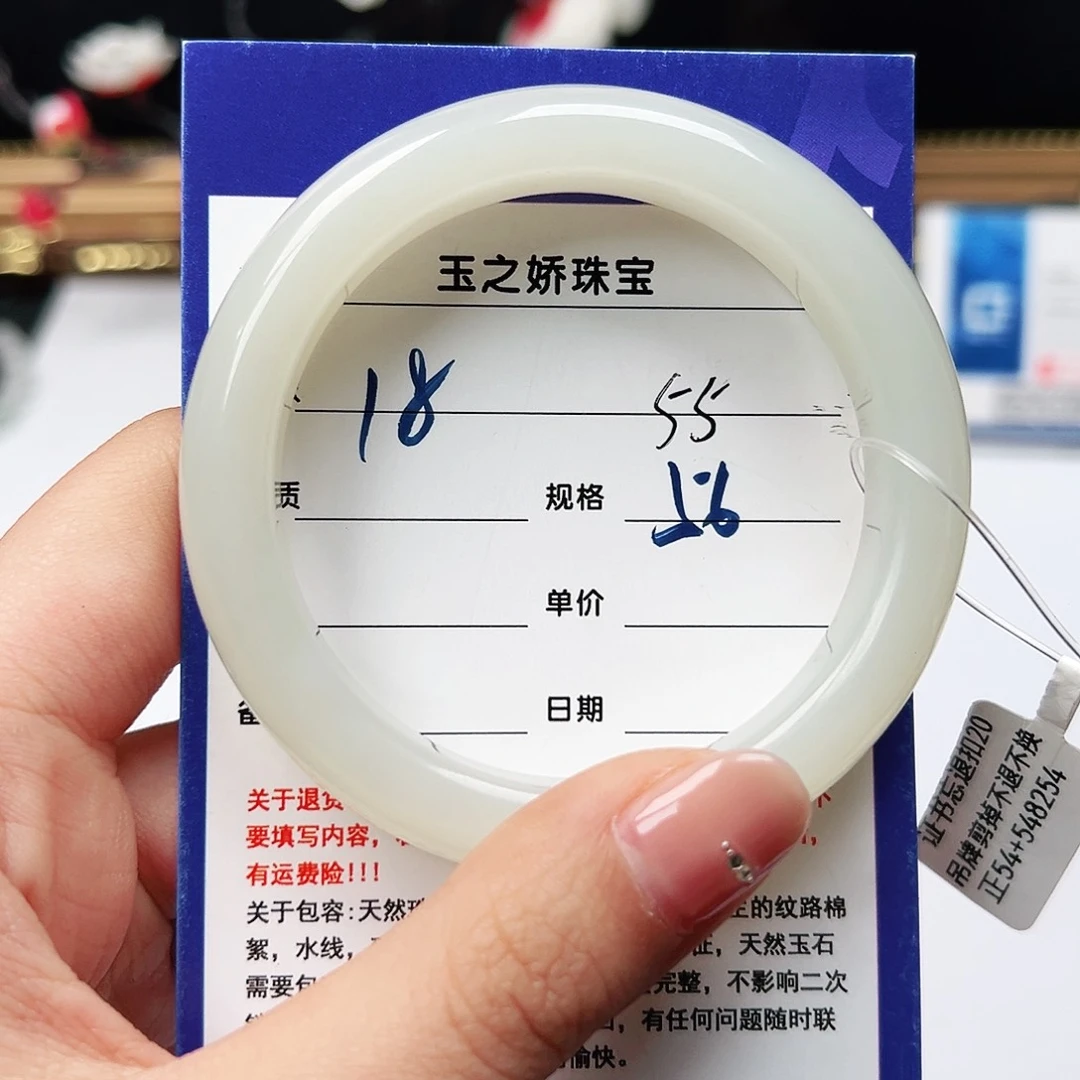 玉之娇珠宝
18 55
质 规格 56
单价
日期
关于退货
要填写内容，
有运费险!!!
关于包容:天然 的纹路棉
絮，水线， 征，天然玉石
需要包 完整，不影响二次
，有任何问题随时联
愉快。
证书忘退扣20
吊牌剪掉不退不换
正54+548254